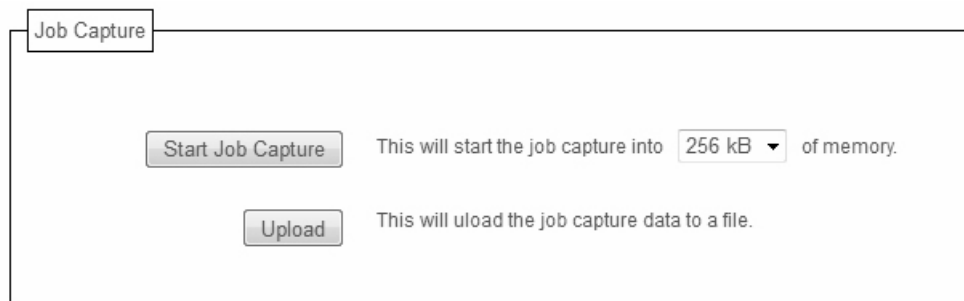 Job Capture
Start Job Capture This will start the job capture into 256 kB of memory.
Upload This will uload the job capture data to a file.